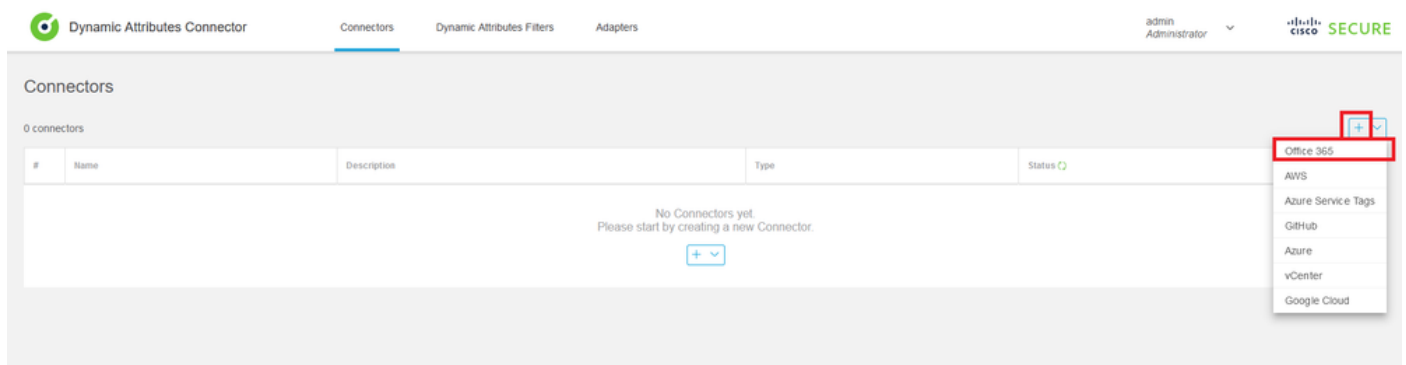 Dynamic Attributes Connector Connectors Dynamic Attributes Filters Adapters admin Administrator cisco SECURE
Connectors
0 connectors
# Name Description Type Status
Office 365
AWS
Azure Service Tags
GitHub
Azure
vCenter
Google Cloud
No Connectors yet.
Please start by creating a new Connector.